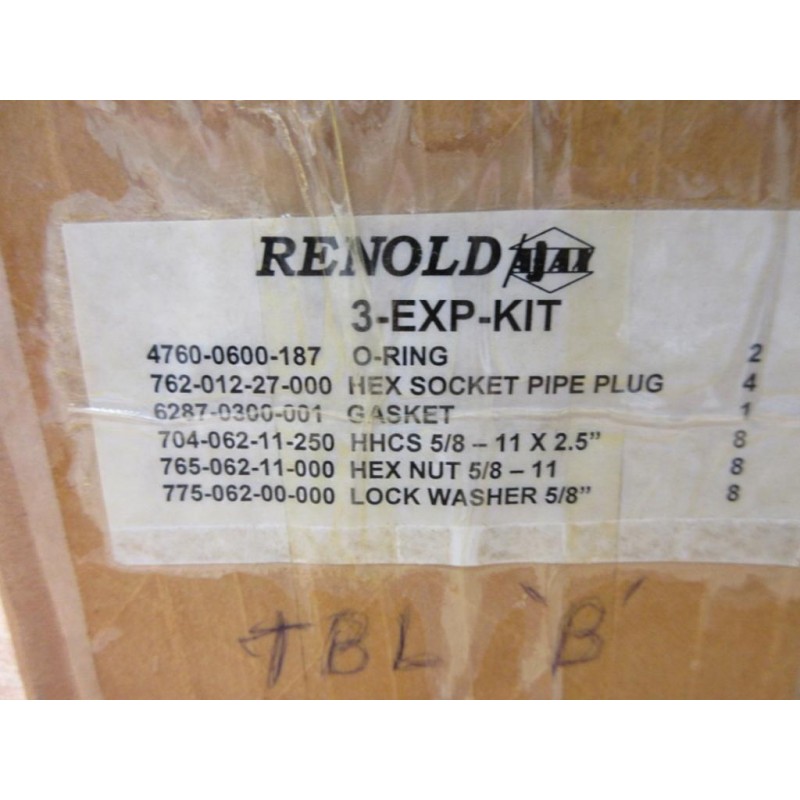 RENOLD AJAX
3-EXP-KIT
4760-0600-187 O-RING 2
762-012-27-000 HEX SOCKET PIPE PLUG 4
6287-0300-001 GASKET 1
704-062-11-250 HHCS 5/8 – 11 X 2.5” 8
765-062-11-000 HEX NUT 5/8 – 11 8
775-062-00-000 LOCK WASHER 5/8” 8
TBL 'B'